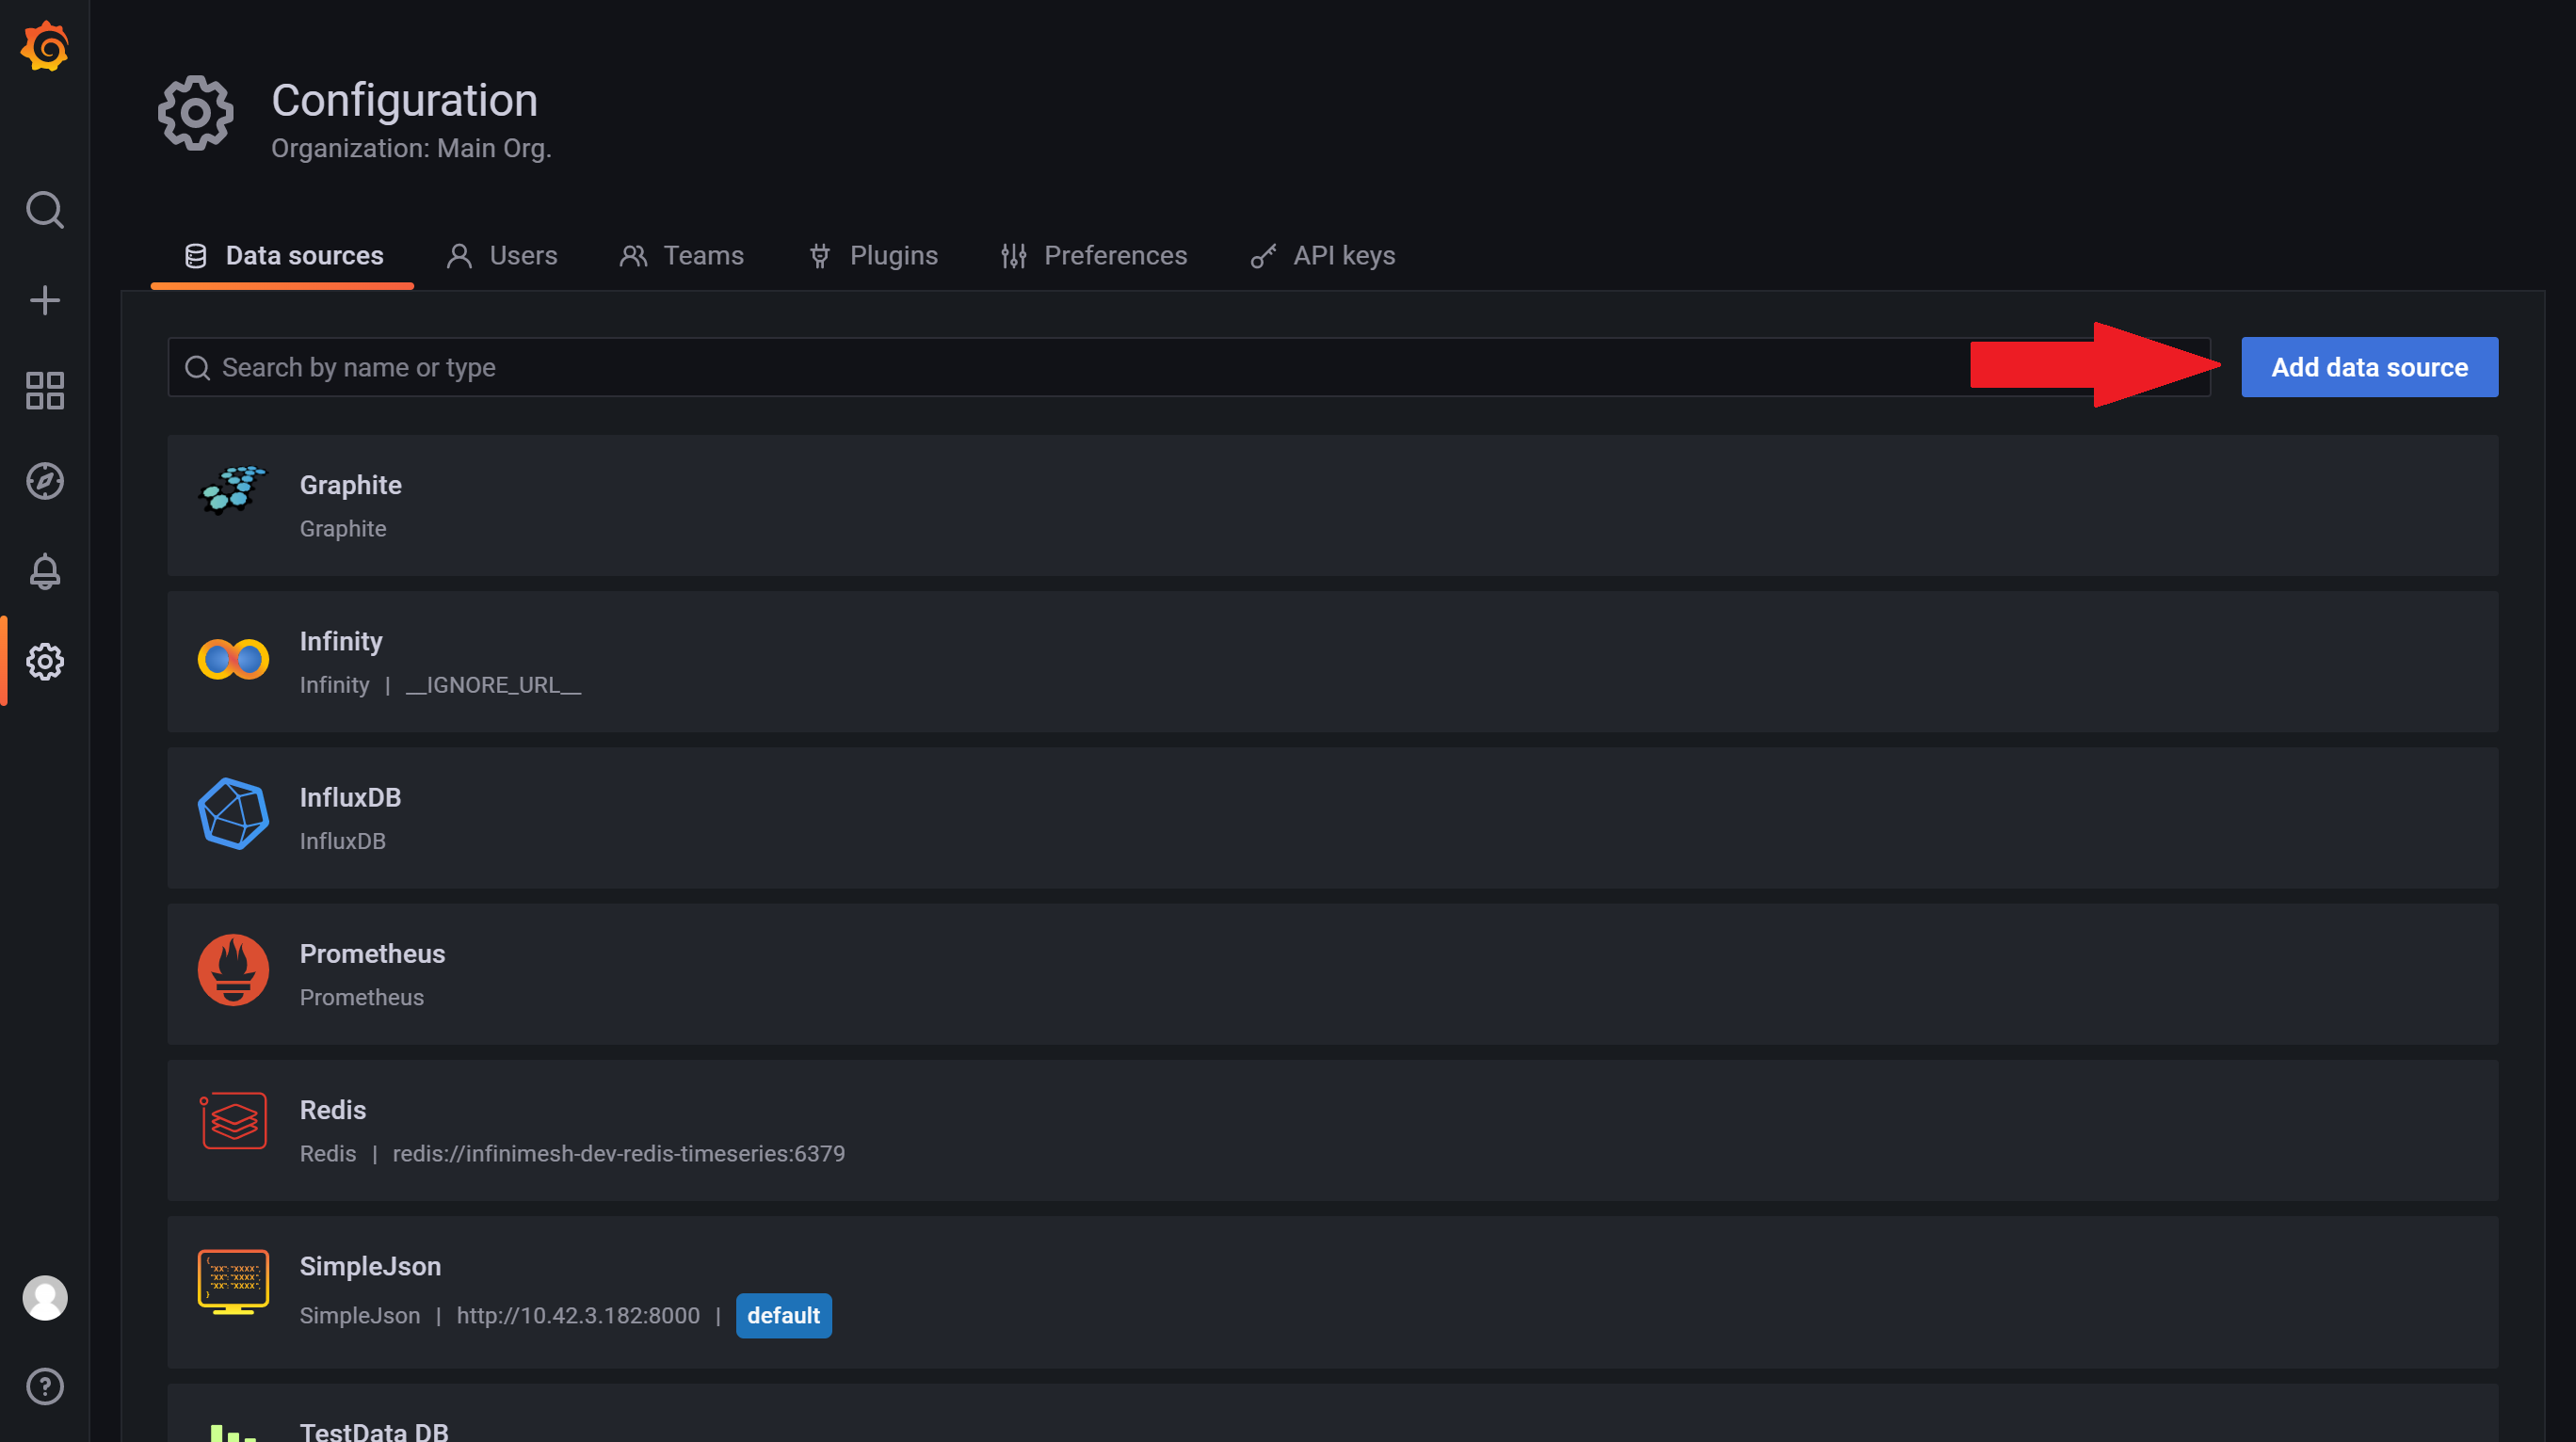 Configuration
Organization: Main Org.
Data sources Users Teams Plugins Preferences API keys
Search by name or type Add data source
Graphite
Graphite
Infinity
Infinity | __IGNORE_URL__
InfluxDB
InfluxDB
Prometheus
Prometheus
Redis
Redis | redis://infinimesh-dev-redis-timeseries:6379
SimpleJson
SimpleJson | http://10.42.3.182:8000 | default
TestData DB